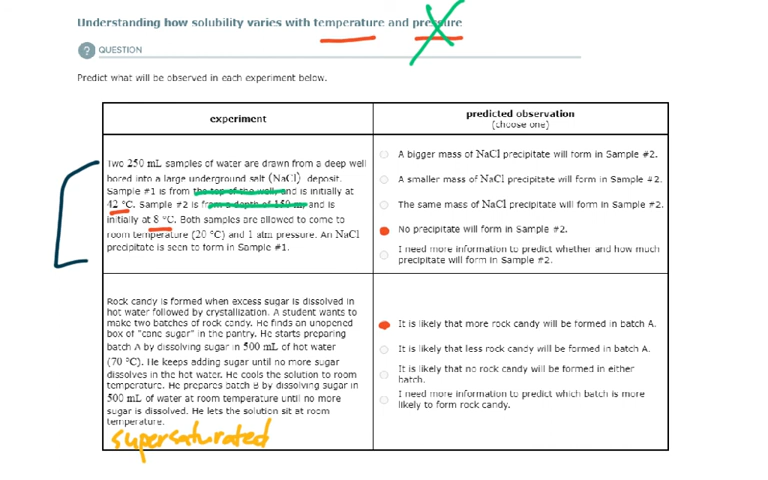 Understanding how solubility varies with temperature and pressure
? QUESTION
Predict what will be observed in each experiment below.
experiment
predicted observation
(choose one)
Two 250 mL samples of water are drawn from a deep well
bored into a large underground salt (NaCl) deposit.
Sample #1 is from the top of the well, and is initially at
42 °C. Sample #2 is from a depth of 150 m, and is
initially at 8 °C. Both samples are allowed to come to
room temperature (20 °C) and 1 atm pressure. An NaCl
precipitate is seen to form in Sample #1.
A bigger mass of NaCl precipitate will form in Sample #2.
A smaller mass of NaCl precipitate will form in Sample #2.
The same mass of NaCl precipitate will form in Sample #2.
No precipitate will form in Sample #2.
I need more information to predict whether and how much
precipitate will form in Sample #2.
Rock candy is formed when excess sugar is dissolved in
hot water followed by crystallization. A student wants to
make two batches of rock candy. He finds an unopened
box of "cane sugar" in the pantry. He starts preparing
batch A by dissolving sugar in 500 mL of hot water
(70 °C). He keeps adding sugar until no more sugar
dissolves in the hot water. He cools the solution to room
temperature. He prepares batch B by dissolving sugar in
500 mL of water at room temperature until no more
sugar is dissolved. He lets the solution sit at room
temperature.
supersaturated
It is likely that more rock candy will be formed in batch A.
It is likely that less rock candy will be formed in batch A.
It is likely that no rock candy will be formed in either
batch.
I need more information to predict which batch is more
likely to form rock candy.